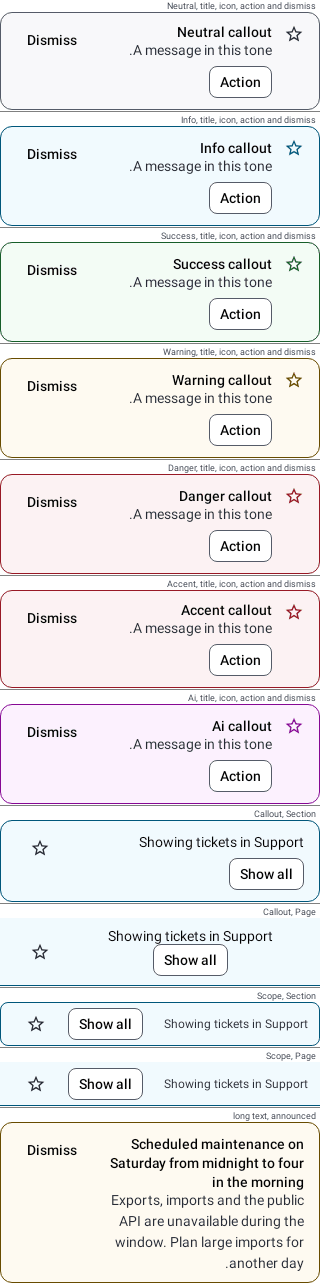 Neutral, title, icon, action and dismiss
Neutral callout
Dismiss
.A message in this tone
Action
Info, title, icon, action and dismiss
Info callout
Dismiss
.A message in this tone
Action
Success, title, icon, action and dismiss
Success callout
Dismiss
.A message in this tone
Action
Warning, title, icon, action and dismiss
Warning callout
Dismiss
.A message in this tone
Action
Danger, title, icon, action and dismiss
Danger callout
Dismiss
.A message in this tone
Action
Accent, title, icon, action and dismiss
Accent callout
Dismiss
.A message in this tone
Action
Ai, title, icon, action and dismiss
Ai callout
Dismiss
.A message in this tone
Action
Callout, Section
Showing tickets in Support
Show all
Callout, Page
Showing tickets in Support
Show all
Scope, Section
Showing tickets in Support
Show all
Scope, Page
Showing tickets in Support
Show all
long text, announced
Scheduled maintenance on
Saturday from midnight to four
in the morning
Dismiss
Exports, imports and the public
API are unavailable during the
window. Plan large imports for
.another day